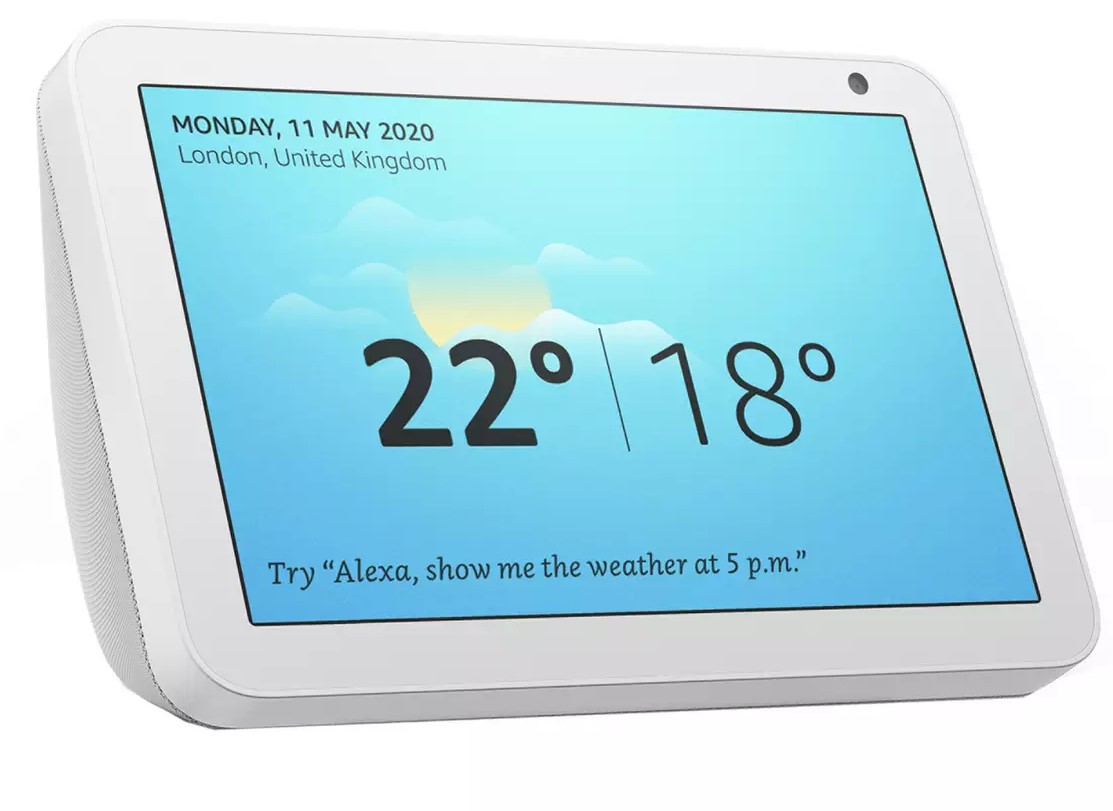 MONDAY, 11 MAY 2020
London, United Kingdom
22° 18°
Try “Alexa, show me the weather at 5 p.m.”